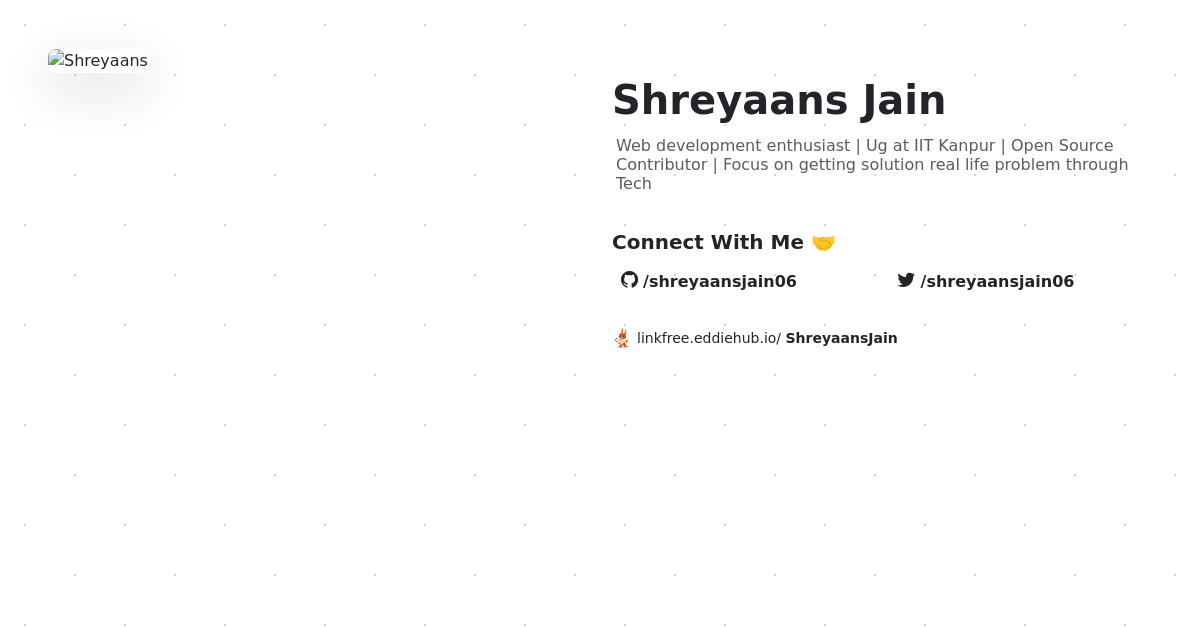 Shreyaans
Shreyaans Jain
Web development enthusiast | Ug at IIT Kanpur | Open Source
Contributor | Focus on getting solution real life problem through
Tech
Connect With Me 🤝
/shreyaansjain06
/shreyaansjain06
linkfree.eddiehub.io/ ShreyaansJain